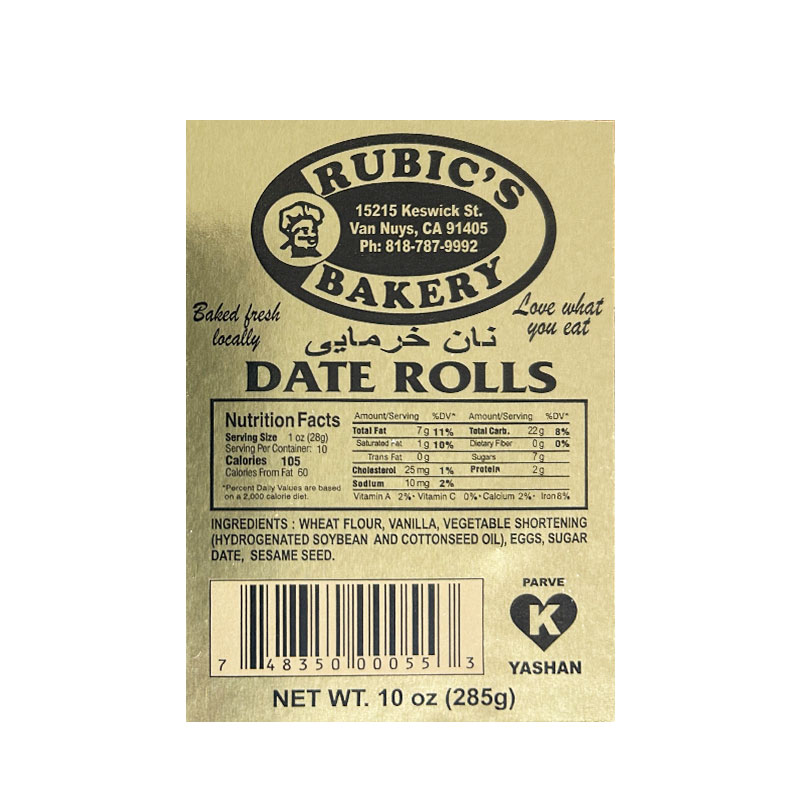 RUBIC'S
15215 Keswick St.
Van Nuys, CA 91405
Ph: 818-787-9992
BAKERY
Baked fresh
locally
Love what
you eat
نان خرمایی
DATE ROLLS
Nutrition Facts
Serving Size 1 oz (28g)
Serving Per Container: 10
Calories 105
Calories From Fat 60
*Percent Daily Values are based
on a 2,000 calorie diet.
Amount/Serving %DV*
Total Fat 7g 11%
Saturated Fat 1g 10%
Trans Fat 0g
Cholesterol 25mg 1%
Sodium 10mg 2%
Amount/Serving %DV*
Total Carb. 22g 8%
Dietary Fiber 0g 0%
Sugars 7g
Protein 2g
Vitamin A 2% • Vitamin C 0% • Calcium 2% • Iron 8%
INGREDIENTS : WHEAT FLOUR, VANILLA, VEGETABLE SHORTENING
(HYDROGENATED SOYBEAN AND COTTONSEED OIL), EGGS, SUGAR
DATE, SESAME SEED.
7 48350 00055 3
PARVE
K
YASHAN
NET WT. 10 oz (285g)